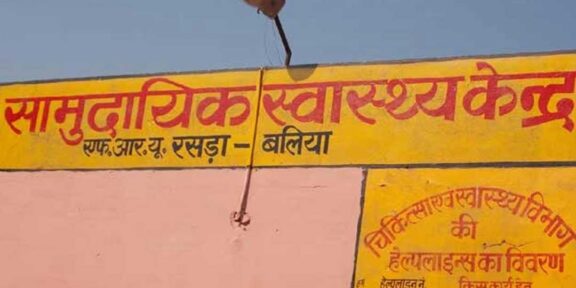 सामुदायिक स्वास्थ्य केन्द्र
एफ.आर.यू. रसड़ा - बलिया
चिकित्सा एवं स्वास्थ्य विभाग
की
हेल्पलाइन्स का विवरण